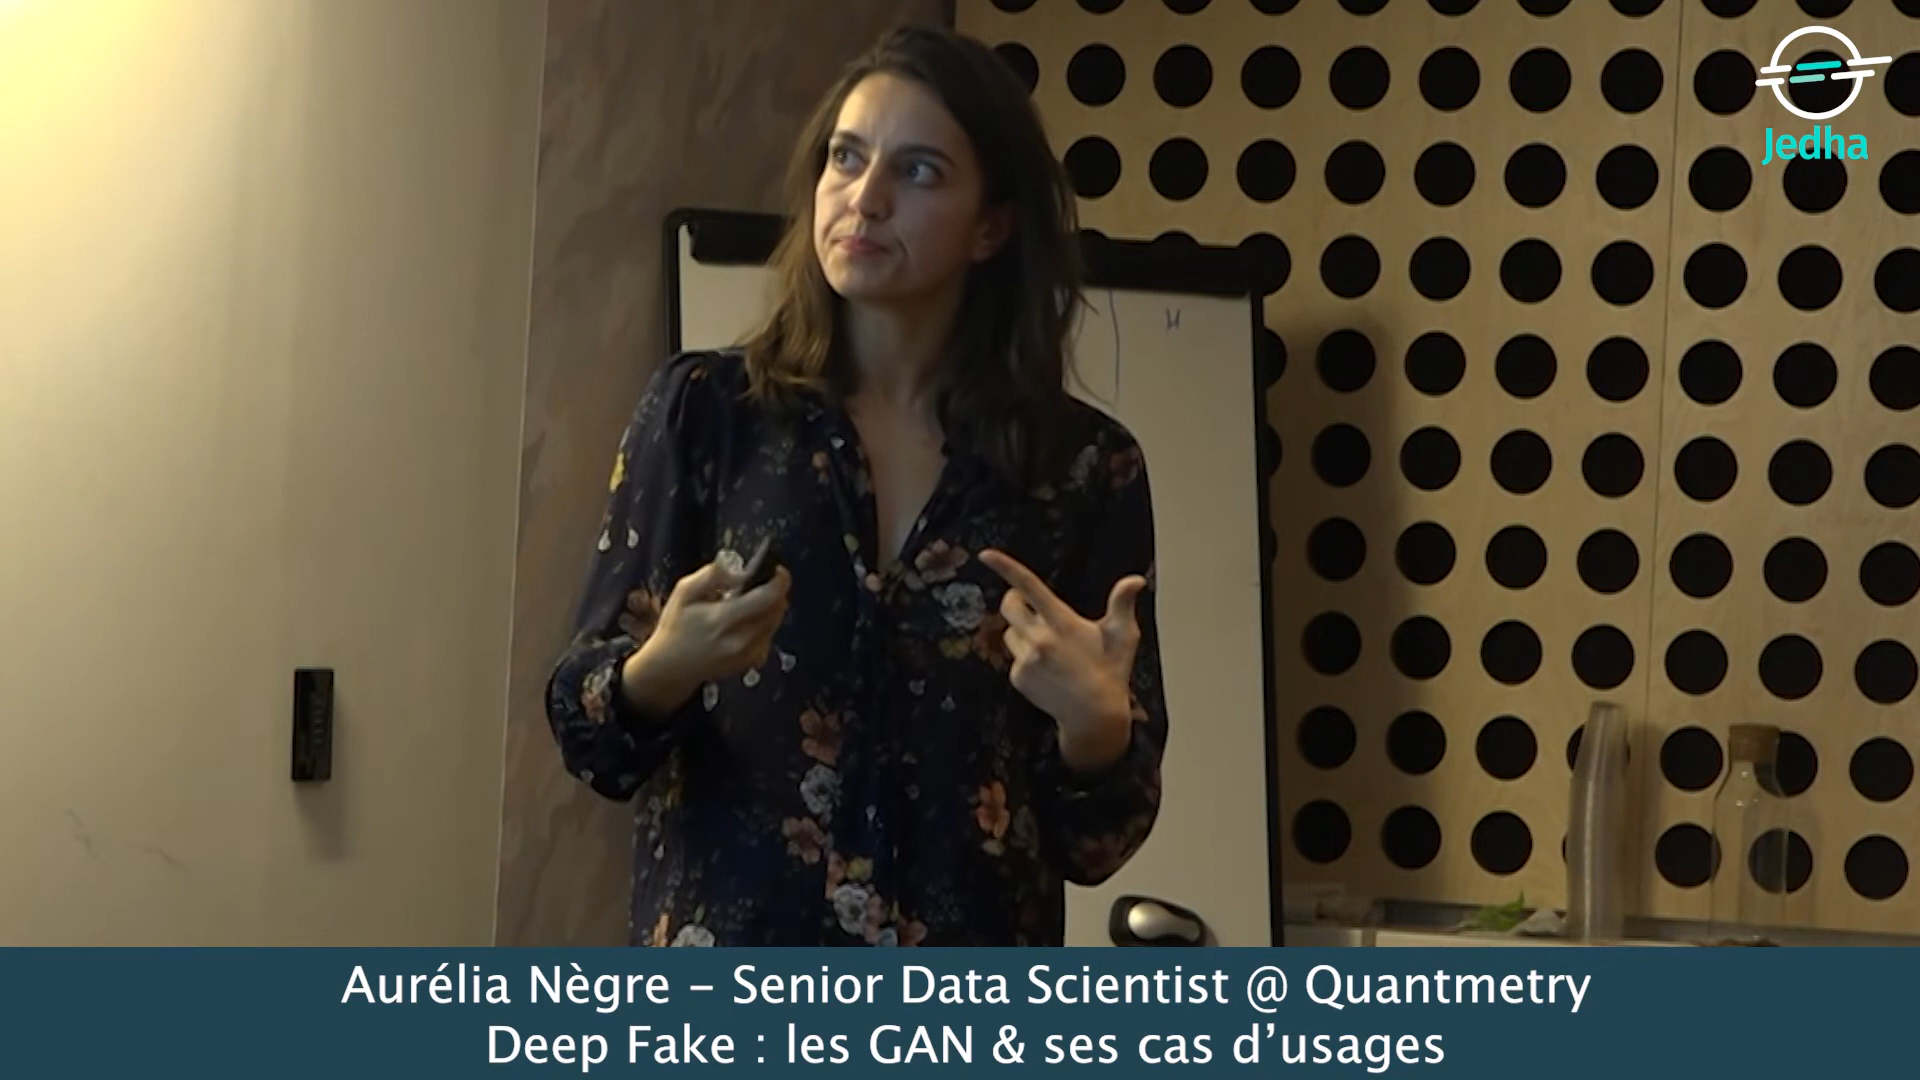 Jedha
Aurélia Nègre – Senior Data Scientist @ Quantmetry
Deep Fake : les GAN & ses cas d’usages